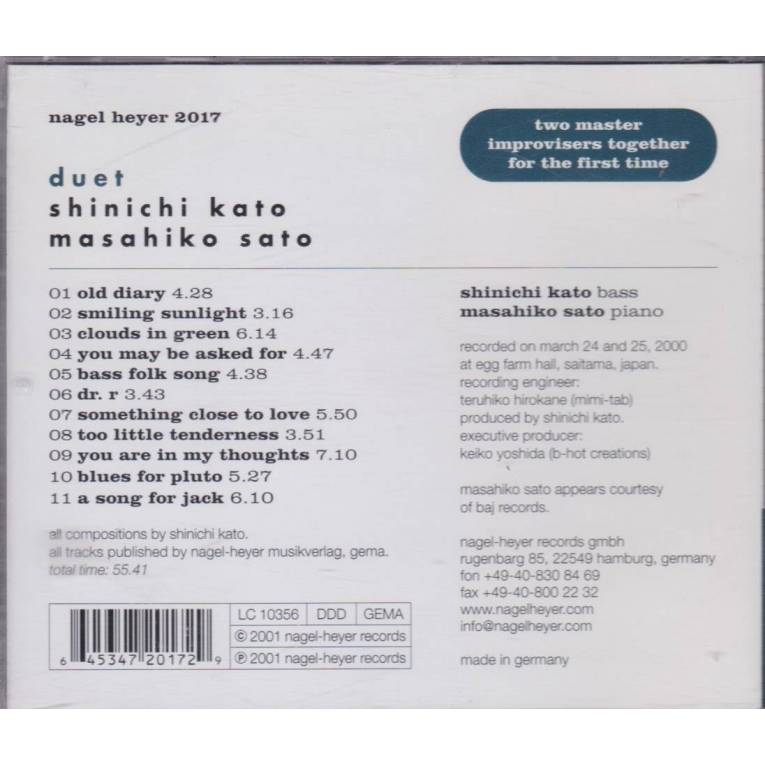 nagel heyer 2017
two master
improvisers together
for the first time
duet
shinichi kato
masahiko sato
01 old diary 4.28
02 smiling sunlight 3.16
03 clouds in green 6.14
04 you may be asked for 4.47
05 bass folk song 4.38
06 dr. r 3.43
07 something close to love 5.50
08 too little tenderness 3.51
09 you are in my thoughts 7.10
10 blues for pluto 5.27
11 a song for jack 6.10
all compositions by shinichi kato.
all tracks published by nagel-heyer musikverlag, gema.
total time: 55.41
shinichi kato bass
masahiko sato piano
recorded on march 24 and 25, 2000
at egg farm hall, saitama, japan.
recording engineer:
teruhiko hirokane (mimi-tab)
produced by shinichi kato.
executive producer:
keiko yoshida (b-hot creations)
masahiko sato appears courtesy
of baj records.
nagel-heyer records gmbh
rugenbarg 85, 22549 hamburg, germany
fon +49-40-830 84 69
fax +49-40-800 22 32
www.nagelheyer.com
info@nagelheyer.com
made in germany
LC 10356 DDD GEMA
© 2001 nagel-heyer records
℗ 2001 nagel-heyer records
6 45347 20172 9